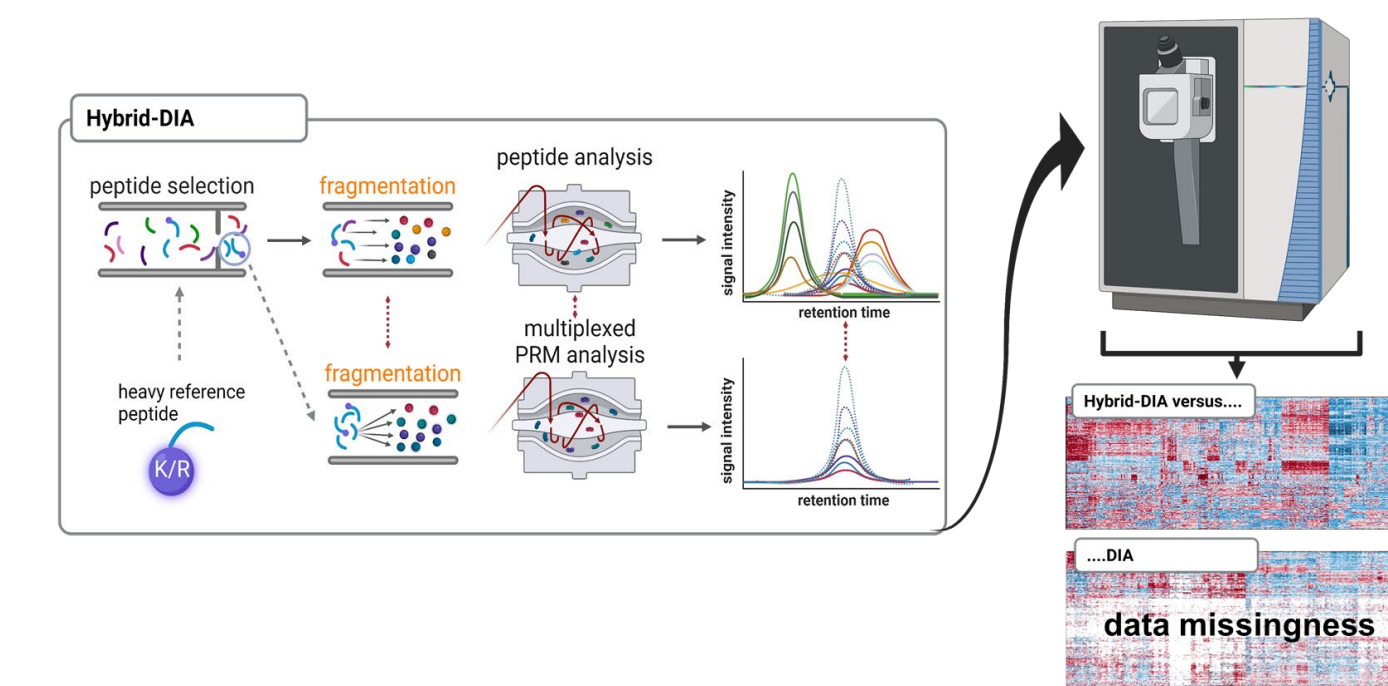 Hybrid-DIA
peptide selection
fragmentation
peptide analysis
signal intensity
retention time
heavy reference
peptide
K/R
fragmentation
multiplexed
PRM analysis
signal intensity
retention time
Hybrid-DIA versus....
....DIA
data missingness